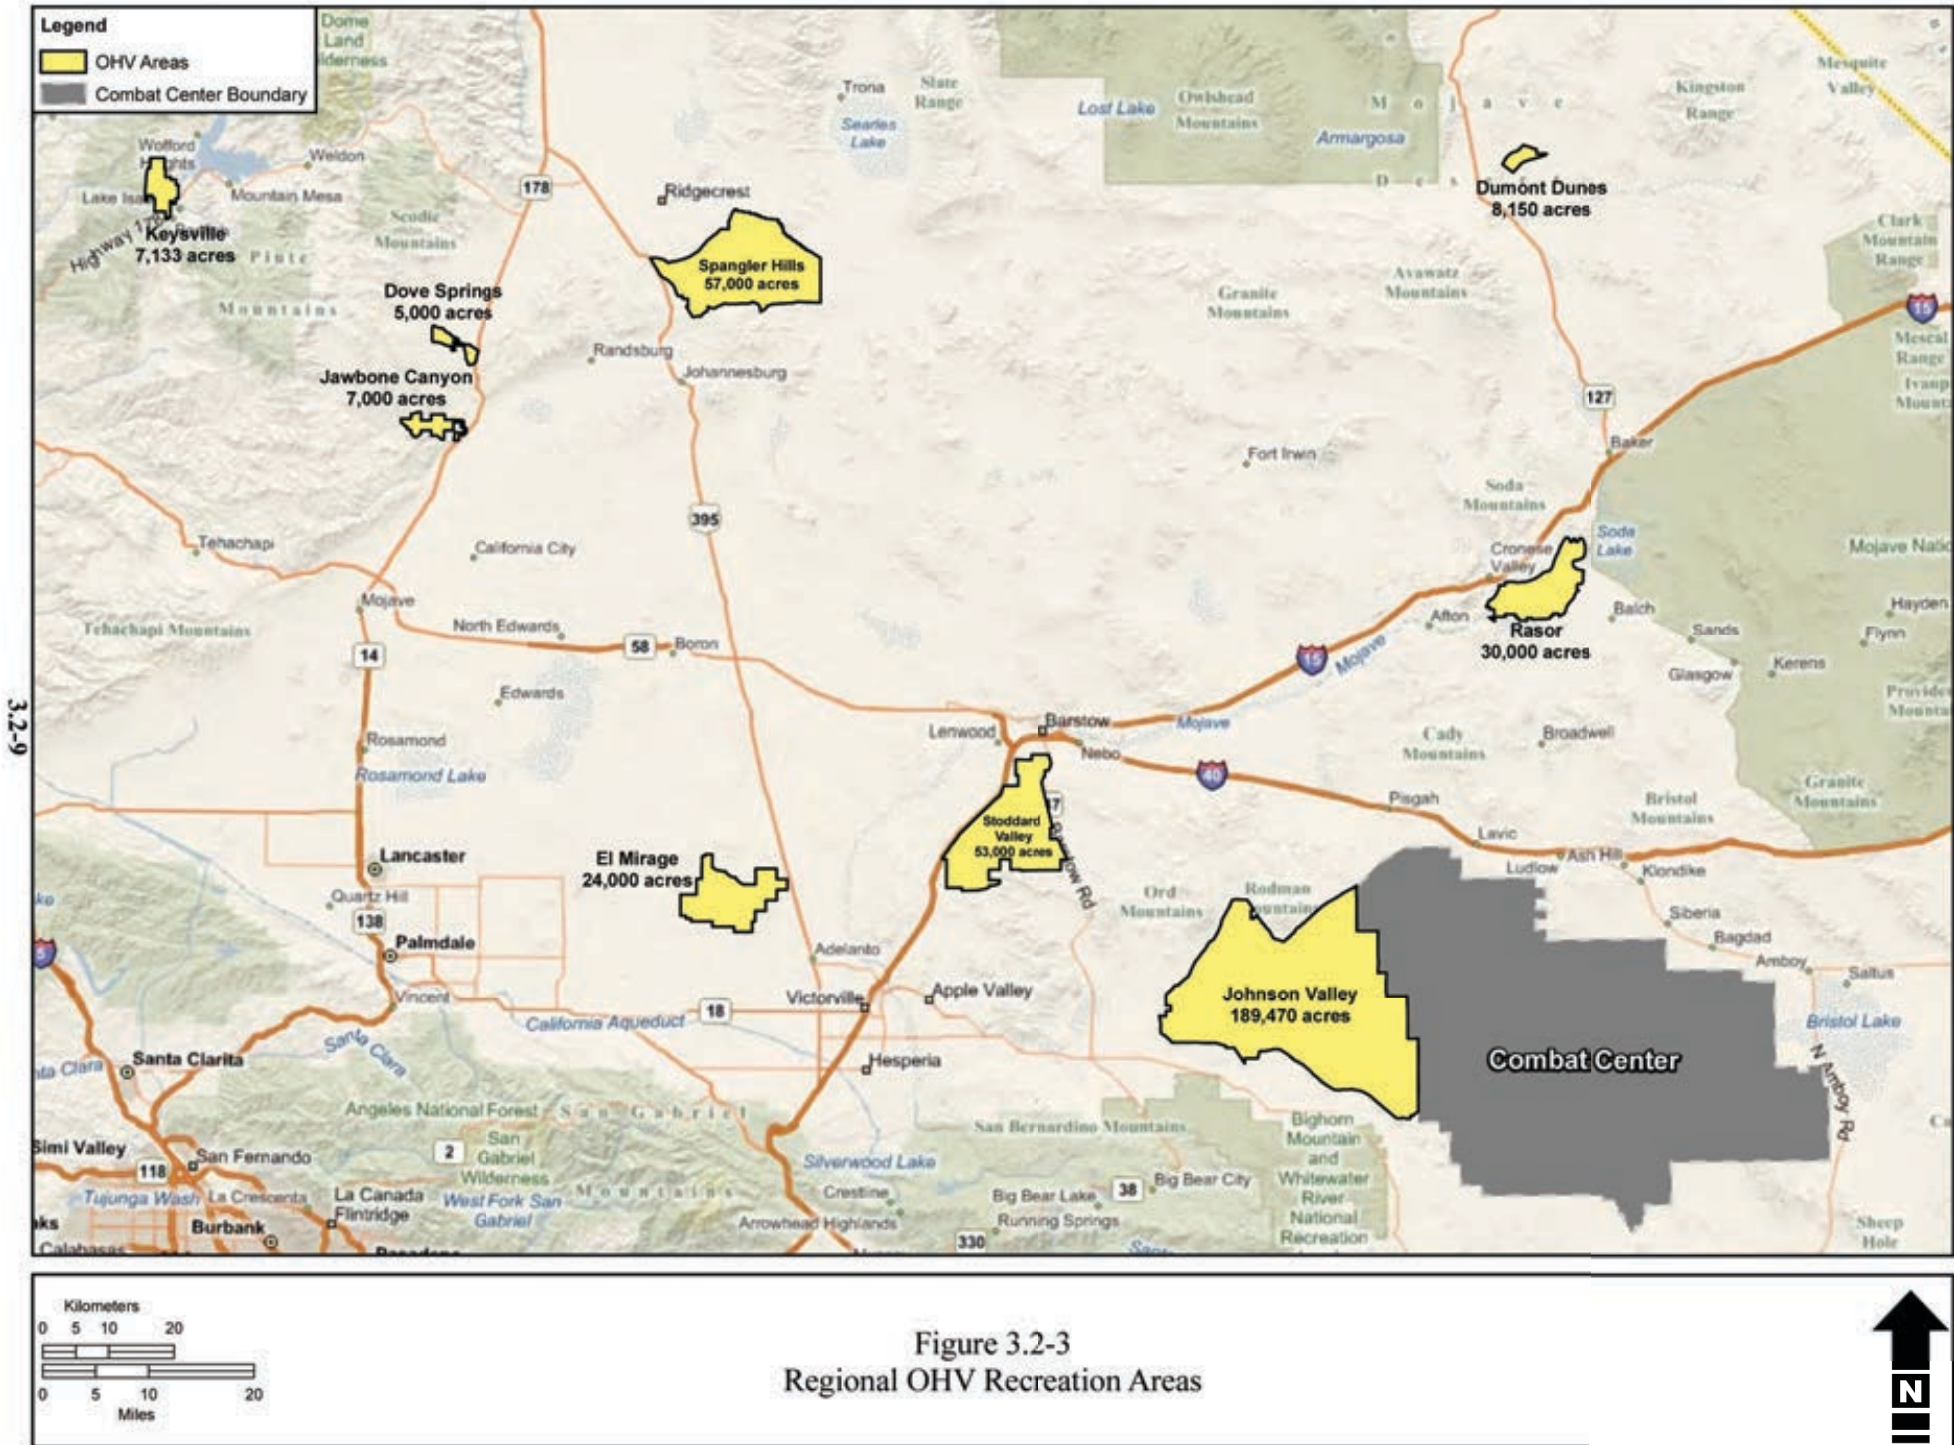 Legend
OHV Areas
Combat Center Boundary
Dome
Land
Wofford
Weldon
Mountain Mesa
Keysville
7,133 acres
Piute
Mountains
Scodie
Mountains
178
Ridgecrest
Trona
Searles
Lake
Slate
Range
Lost Lake
Owlshead
Mountains
Armargosa
Mojave
Kingston
Range
Mesquite
Valley
Dumont Dunes
8,150 acres
Clark
Mountain
Range
Spangler Hills
57,000 acres
Dove Springs
5,000 acres
Jawbone Canyon
7,000 acres
Randsburg
Johannesburg
Granite
Mountains
Avawatz
Mountains
15
Mescal
Range
127
Baker
Fort Irwin
Soda
Mountains
395
Tehachapi
California City
Cronese
Valley
Soda
Lake
Mojave
Tehachapi Mountains
North Edwards
58
Boron
14
Afton
Balch
Rasor
30,000 acres
Sands
Hayden
Flynn
Kerens
Glasgow
15
Mojave
Edwards
3.2-9
Rosamond
Rosamond Lake
Lenwood
Barstow
Nebo
Mojave
40
Cady
Mountains
Broadwell
Pisgah
Bristol
Mountains
Granite
Mountains
Stoddard
Valley
53,000 acres
Lavic
Ludlow
Ash Hill
Klondike
Lancaster
Quartz Hill
138
Palmdale
El Mirage
24,000 acres
Ord
Mountains
Rodman
Siberia
Bagdad
Amboy
Saltus
Adelanto
Vincent
California Aqueduct
18
Victorville
Apple Valley
Johnson Valley
189,470 acres
Combat Center
Bristol Lake
N Amboy Rd
Santa Clara
Santa Clarita
Hesperia
Angeles National Forest
San Gabriel
Mountains
San
Gabriel
Wilderness
San Bernardino Mountains
Bighorn
Mountain
and
Whitewater
River
National
Recreation
Simi Valley
118
San Fernando
2
Silverwood Lake
Tujunga Wash
La Crescenta
La Canada
Flintridge
West Fork San
Gabriel
Burbank
Crestline
Arrowhead Highlands
Big Bear Lake
38
Big Bear City
Running Springs
330
Sheep
Hole
Kilometers
0 5 10 20
0 5 10 20
Miles
Figure 3.2-3
Regional OHV Recreation Areas
N